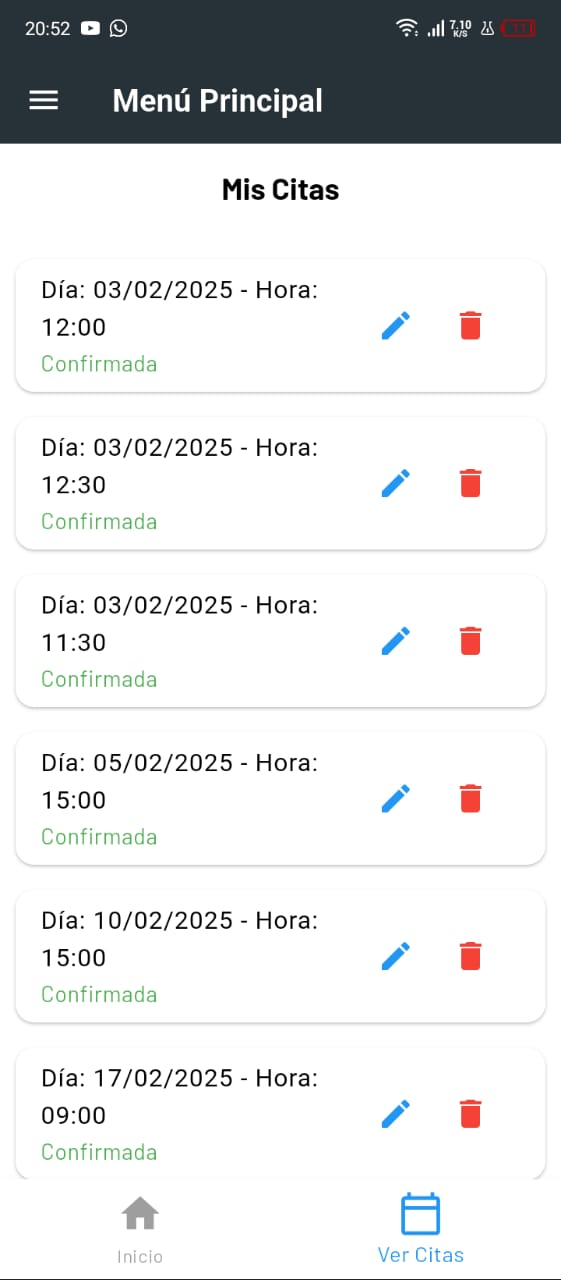 20:52
7.10
K/S
11
Menú Principal
Mis Citas
Día: 03/02/2025 - Hora:
12:00
Confirmada
Día: 03/02/2025 - Hora:
12:30
Confirmada
Día: 03/02/2025 - Hora:
11:30
Confirmada
Día: 05/02/2025 - Hora:
15:00
Confirmada
Día: 10/02/2025 - Hora:
15:00
Confirmada
Día: 17/02/2025 - Hora:
09:00
Confirmada
Inicio
Ver Citas